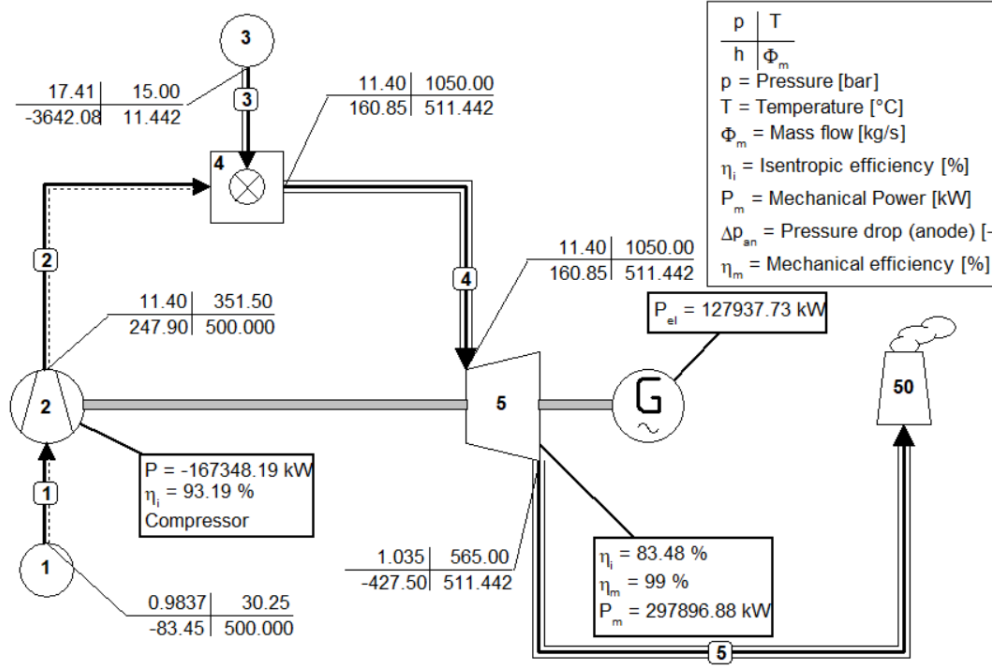 3
17.41 15.00
-3642.08 11.442
3
11.40 1050.00
160.85 511.442
4
2
11.40 351.50
247.90 500.000
4
11.40 1050.00
160.85 511.442
p T
h Φm
p = Pressure [bar]
T = Temperature [°C]
Φm = Mass flow [kg/s]
ηi = Isentropic efficiency [%]
Pm = Mechanical Power [kW]
Δpan = Pressure drop (anode) [-
ηm = Mechanical efficiency [%]
Pel = 127937.73 kW
2
5
G
~
50
P = -167348.19 kW
ηi = 93.19 %
Compressor
1
1
0.9837 30.25
-83.45 500.000
1.035 565.00
-427.50 511.442
ηi = 83.48 %
ηm = 99 %
Pm = 297896.88 kW
5